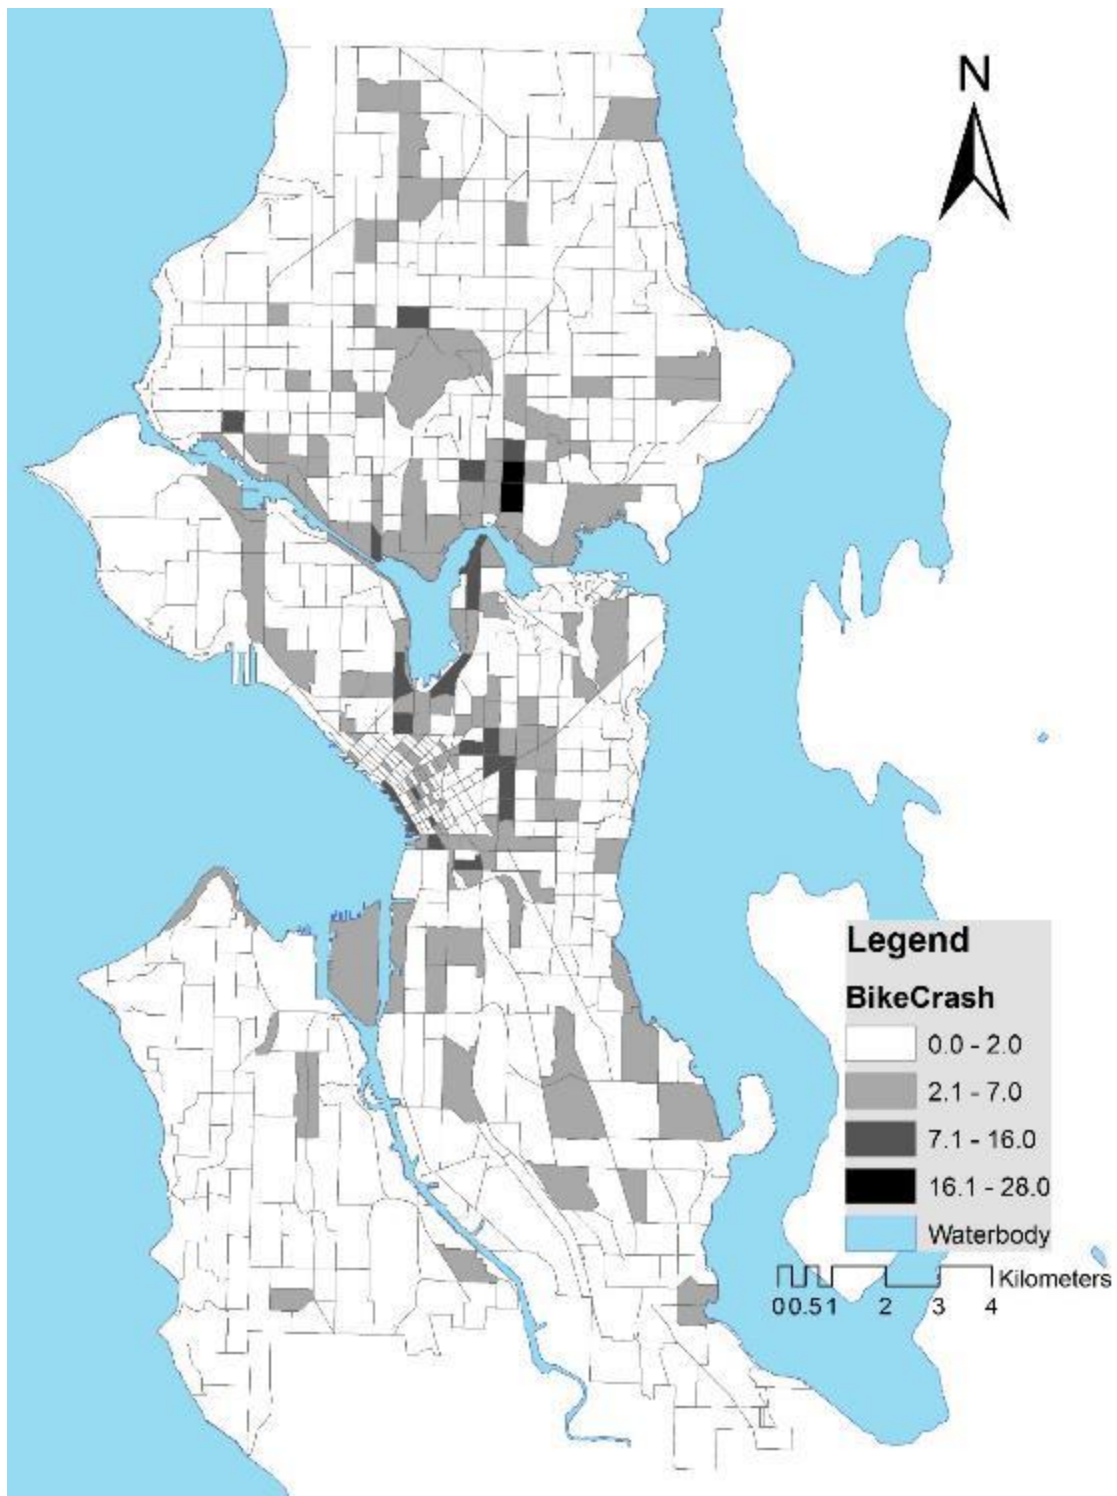 N
Legend
BikeCrash
0.0 - 2.0
2.1 - 7.0
7.1 - 16.0
16.1 - 28.0
Waterbody
Kilometers
0 0.5 1 2 3 4